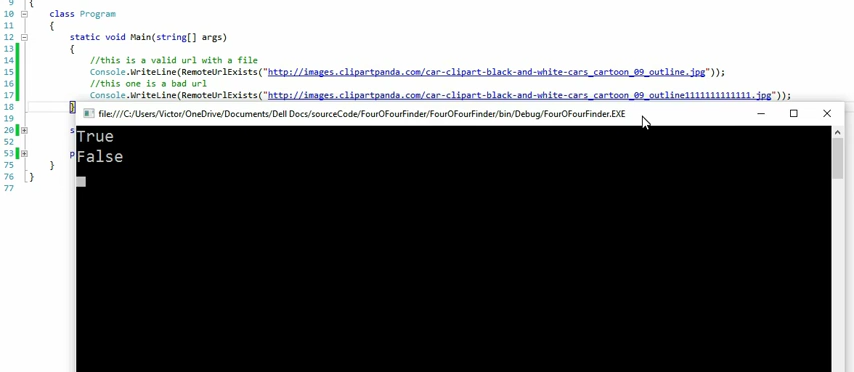 9 {
10 class Program
11 {
12 static void Main(string[] args)
13 {
14 //this is a valid url with a file
15 Console.WriteLine(RemoteUrlExists("http://images.clipartpanda.com/car-clipart-black-and-white-cars_cartoon_09_outline.jpg"));
16 //this one is a bad url
17 Console.WriteLine(RemoteUrlExists("http://images.clipartpanda.com/car-clipart-black-and-white-cars_cartoon_09_outline1111111111111.jpg"));
18 }
file:///C:/Users/Victor/OneDrive/Documents/Dell Docs/sourceCode/FourOFourFinder/FourOFourFinder/bin/Debug/FourOFourFinder.EXE
19
True
20 s
False
52
53 p
75 }
76 }
77